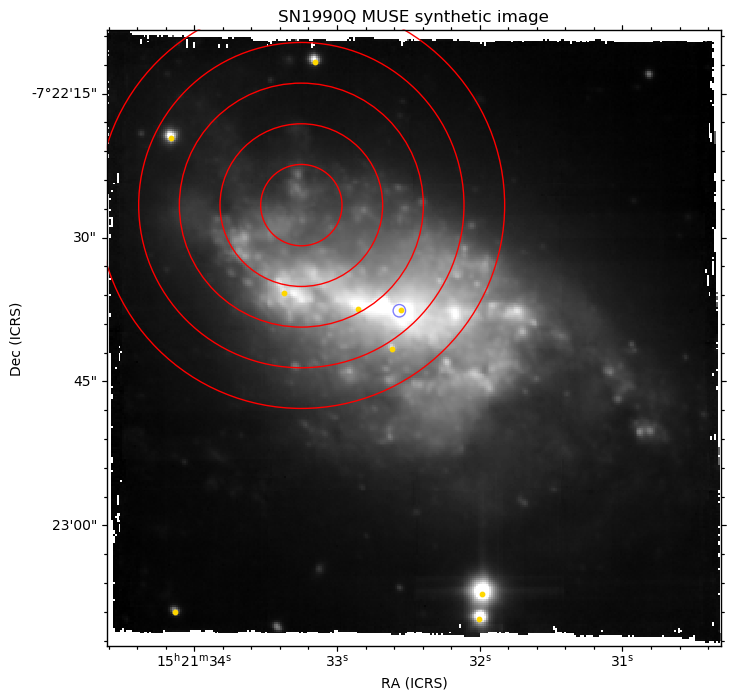 SN1990Q MUSE synthetic image
-7°22'15"
30"
45"
23'00"
Dec (ICRS)
15ʰ21ᵐ34ˢ
33ˢ
32ˢ
31ˢ
RA (ICRS)